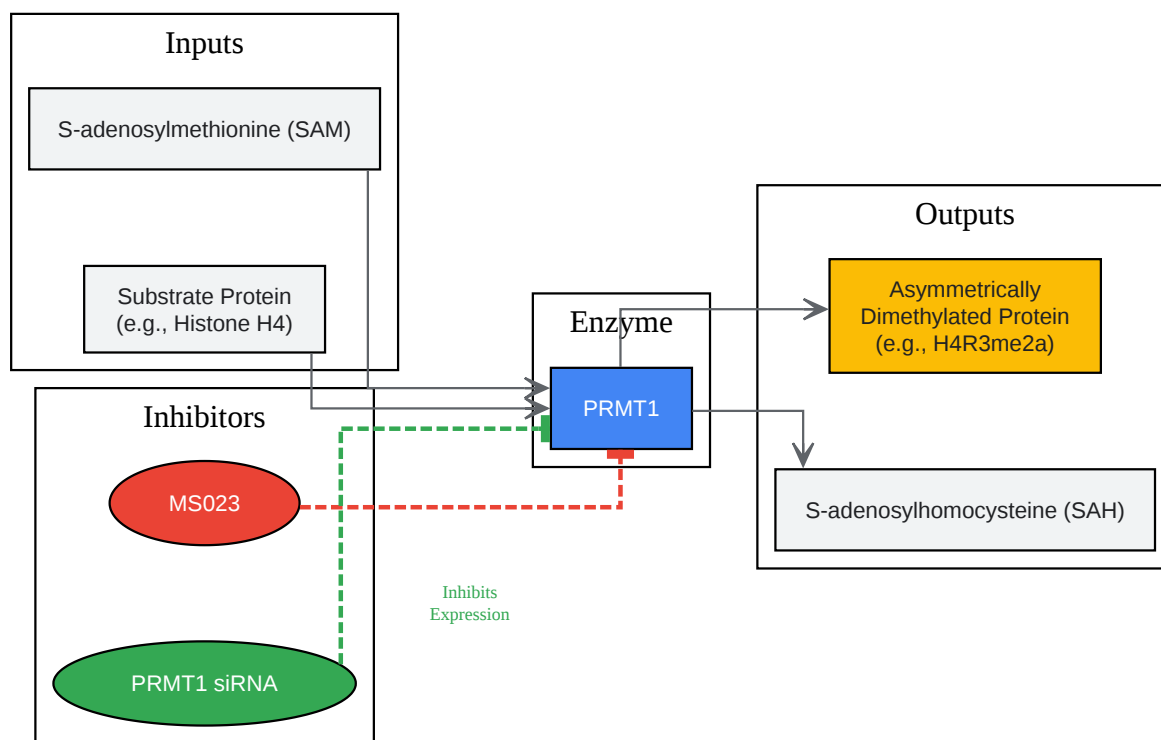 Inputs
S-adenosylmethionine (SAM)
Substrate Protein
(e.g., Histone H4)
Inhibitors
MS023
PRMT1 siRNA
Inhibits
Expression
Enzyme
PRMT1
Outputs
Asymmetrically
Dimethylated Protein
(e.g., H4R3me2a)
S-adenosylhomocysteine (SAH)